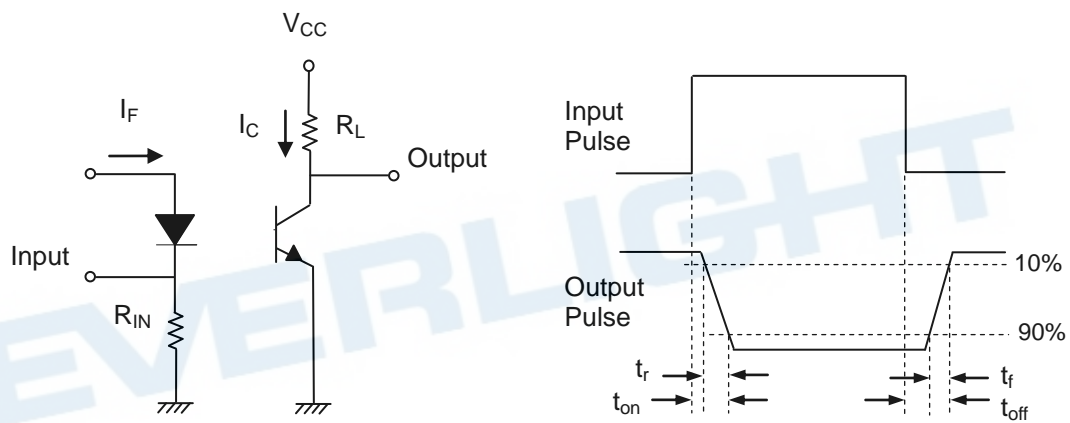 V_CC
I_F
I_C
R_L
Output
Input
R_IN
EVERLIGHT
Input
Pulse
Output
Pulse
10%
90%
t_r
t_on
t_f
t_off